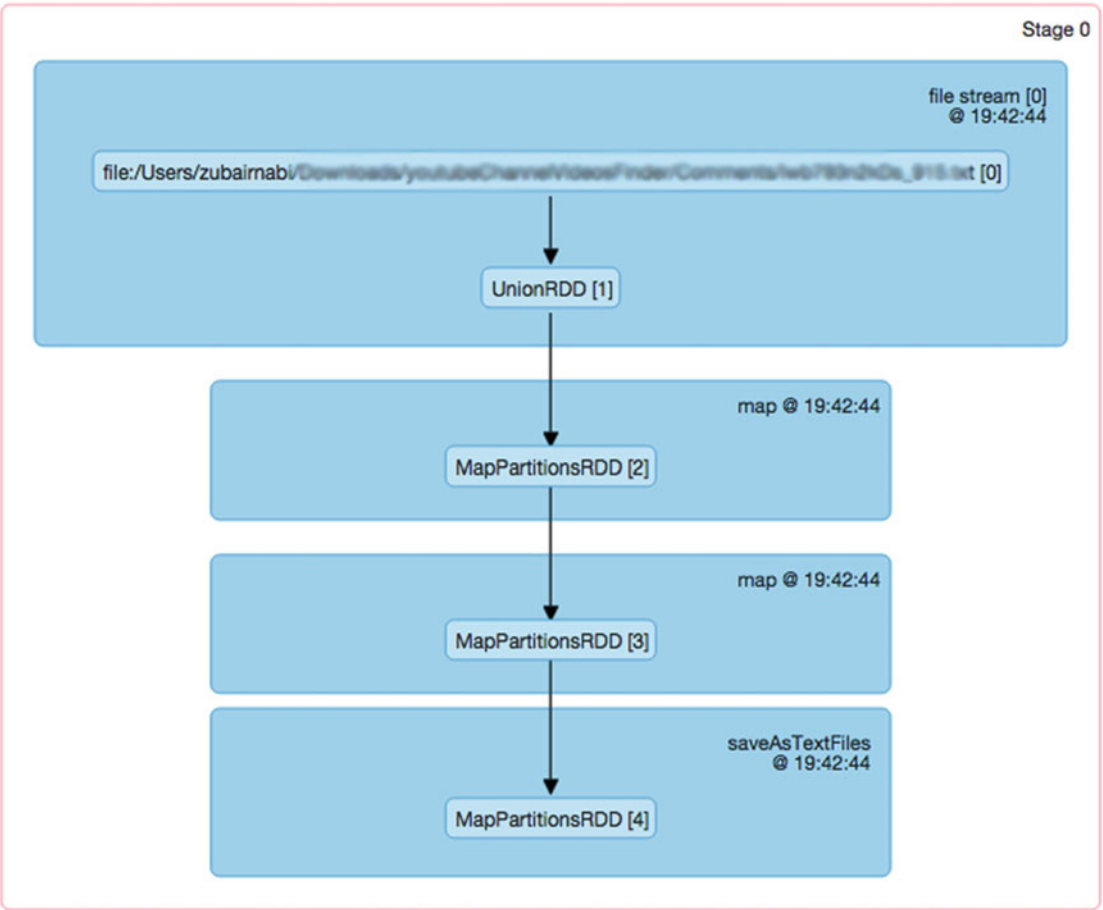 Stage 0
file stream [0]
@ 19:42:44
file:/Users/zubairnabi/ [0]
UnionRDD [1]
map @ 19:42:44
MapPartitionsRDD [2]
map @ 19:42:44
MapPartitionsRDD [3]
saveAsTextFiles
@ 19:42:44
MapPartitionsRDD [4]